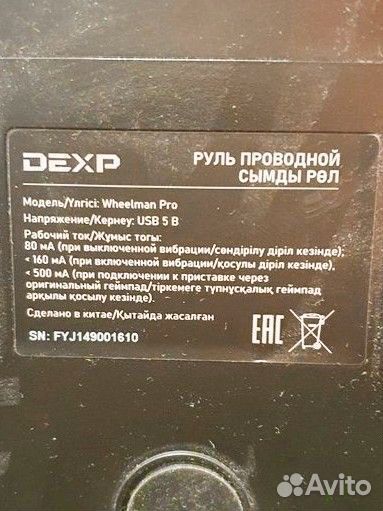 DEXP
РУЛЬ ПРОВОДНОЙ
СЫМДЫ РӨЛ
Модель/Үлгісі: Wheelman Pro
Напряжение/Кернеу: USB 5 В
Рабочий ток/Жұмыс тогы:
80 мА (при выключенной вибрации/сөндірілу діріл кезінде);
< 160 мА (при включенной вибрации/қосулы діріл кезінде),
< 500 мА (при подключении к приставке через
оригинальный геймпад/тіркемеге түпнұсқалық геймпад
арқылы қосылу кезінде).
Сделано в китае/Қытайда жасалған
SN: FYJ149001610
EAC
Avito